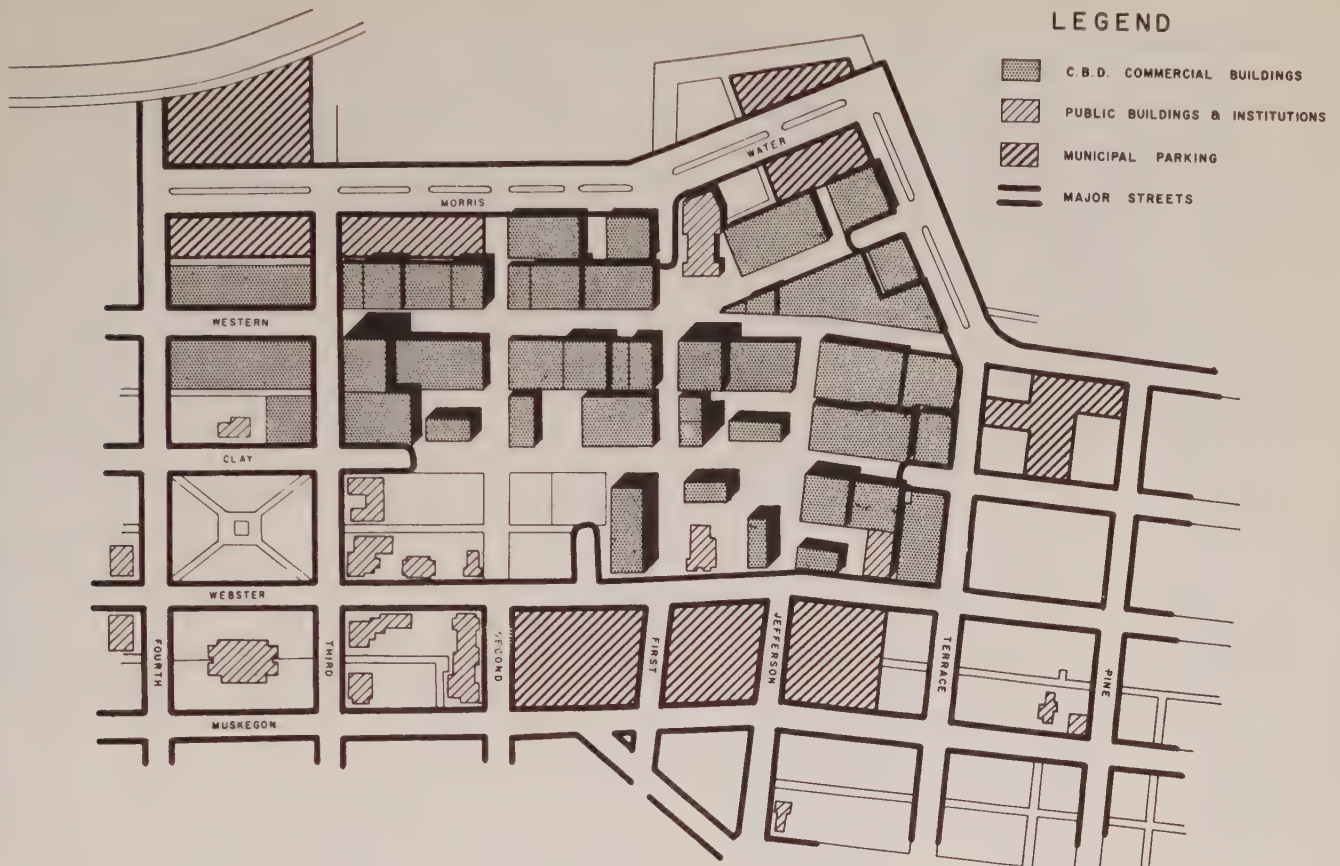 LEGEND
C.B.D. COMMERCIAL BUILDINGS
PUBLIC BUILDINGS & INSTITUTIONS
MUNICIPAL PARKING
MAJOR STREETS
WATER
MORRIS
WESTERN
CLAY
WEBSTER
FOURTH
THIRD
SECOND
FIRST
JEFFERSON
TERRACE
PINE
MUSKEGON